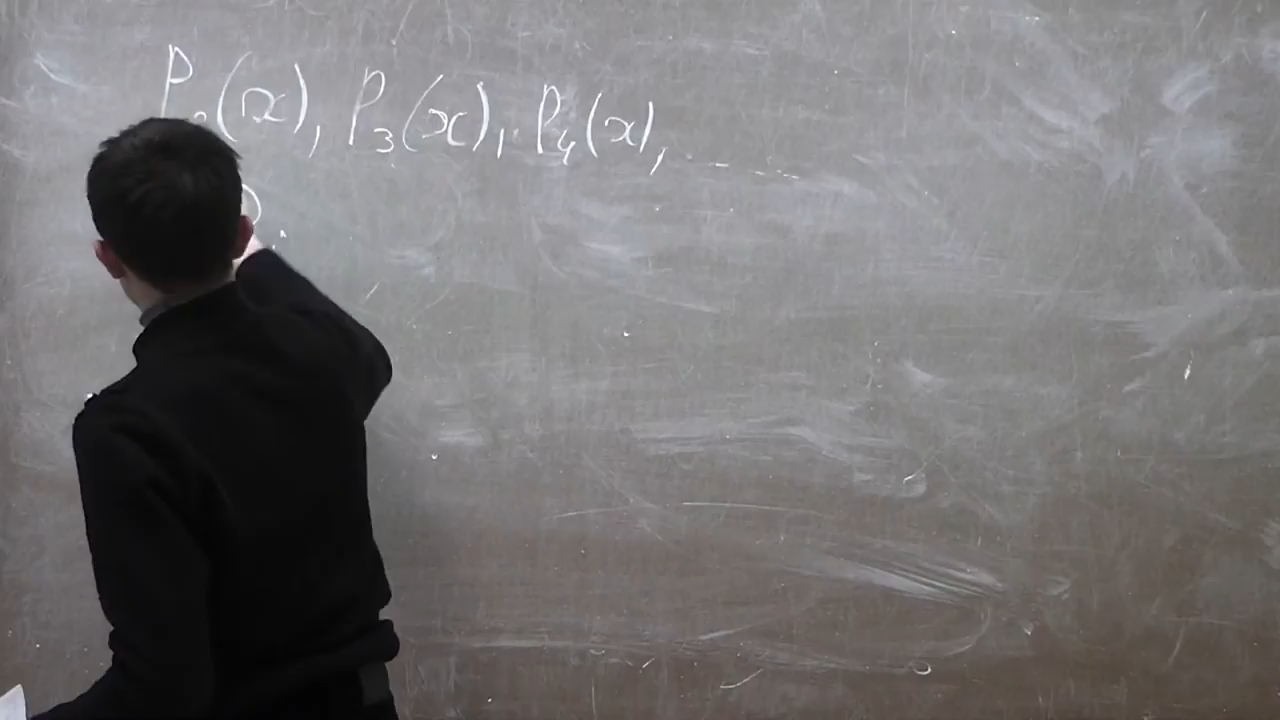 P₂(x), P₃(x), P₄(x), ...